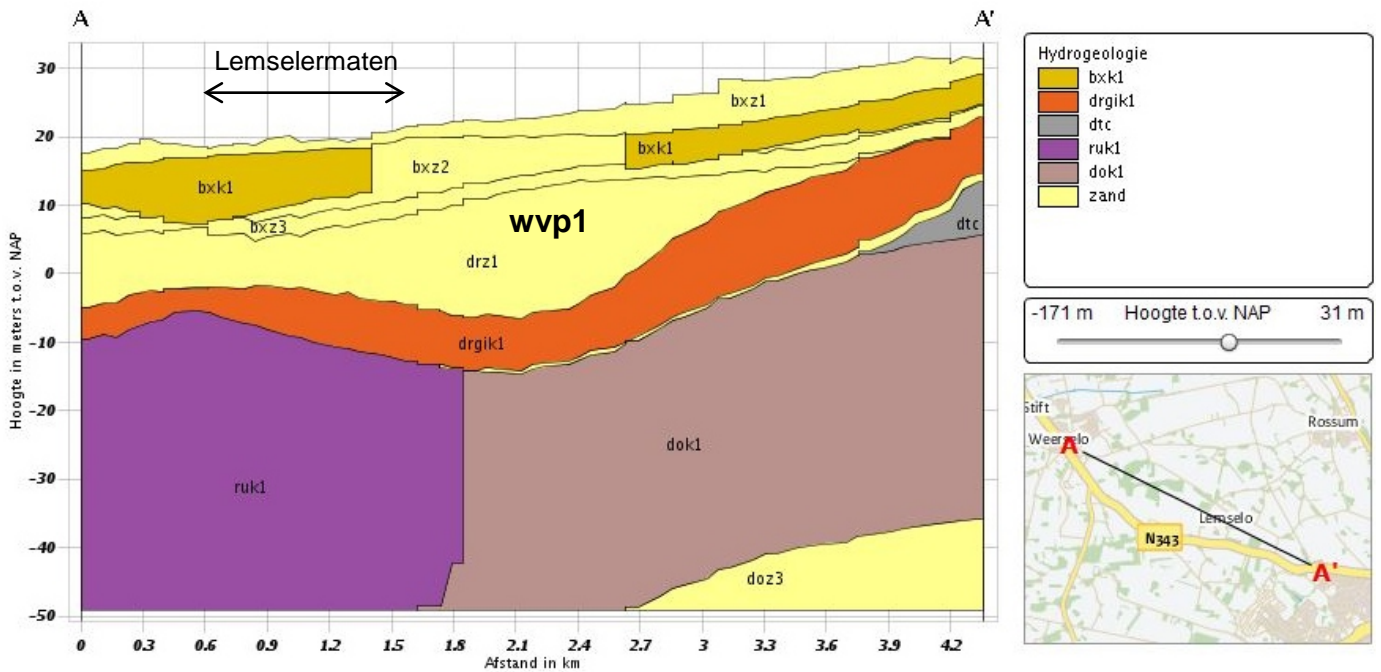 A A'
Lemselermaten
Hoogte in meters t.o.v. NAP
30
20
10
0
-10
-20
-30
-40
-50
bxz1
bxk1
bxz2
bxk1
bxz3
wvp1
drz1
dtc
drgik1
dok1
ruk1
doz3
0 0.3 0.6 0.9 1.2 1.5 1.8 2.1 2.4 2.7 3 3.3 3.6 3.9 4.2
Afstand in km
Hydrogeologie
bxk1
drgik1
dtc
ruk1
dok1
zand
-171 m Hoogte t.o.v. NAP 31 m
Stift
Rossum
Weerselo
A
Lemselo
N343
A'